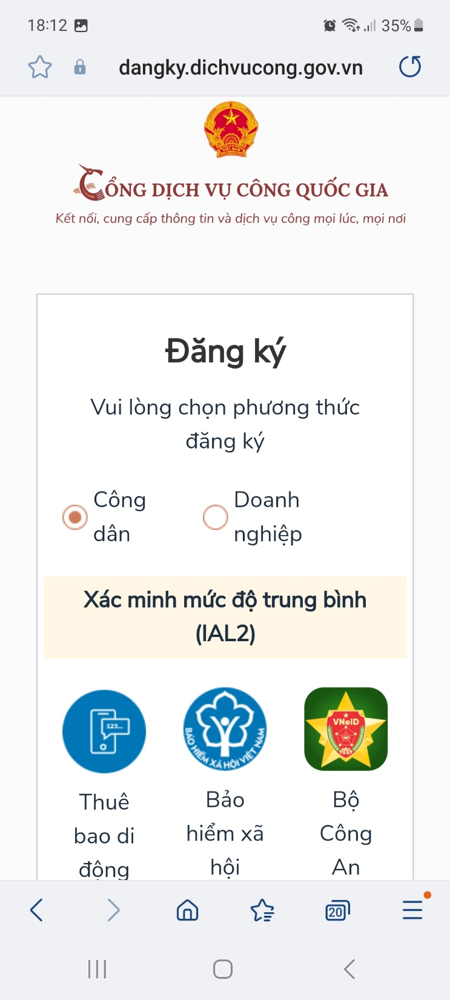 18:12
35%
dangky.dichvucong.gov.vn
VIỆT NAM
CỔNG DỊCH VỤ CÔNG QUỐC GIA
Kết nối, cung cấp thông tin và dịch vụ công mọi lúc, mọi nơi
Đăng ký
Vui lòng chọn phương thức
đăng ký
Công
dân
Doanh
nghiệp
Xác minh mức độ trung bình
(IAL2)
123...
BẢO HIỂM XÃ HỘI VIỆT NAM
VNeID
Thuê
bao di
động
Bảo
hiểm xã
hội
Bộ
Công
An
20